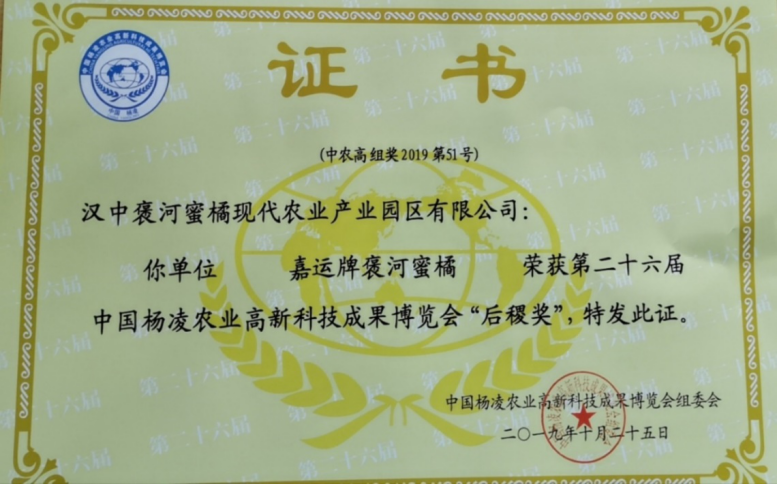 证书
(中农高组奖2019第51号)
汉中褒河蜜橘现代农业产业园区有限公司：
你单位 嘉运牌褒河蜜橘 荣获第二十六届
中国杨凌农业高新科技成果博览会“后稷奖”，特发此证。
中国杨凌农业高新科技成果博览会组委会
二〇一九年十月二十五日